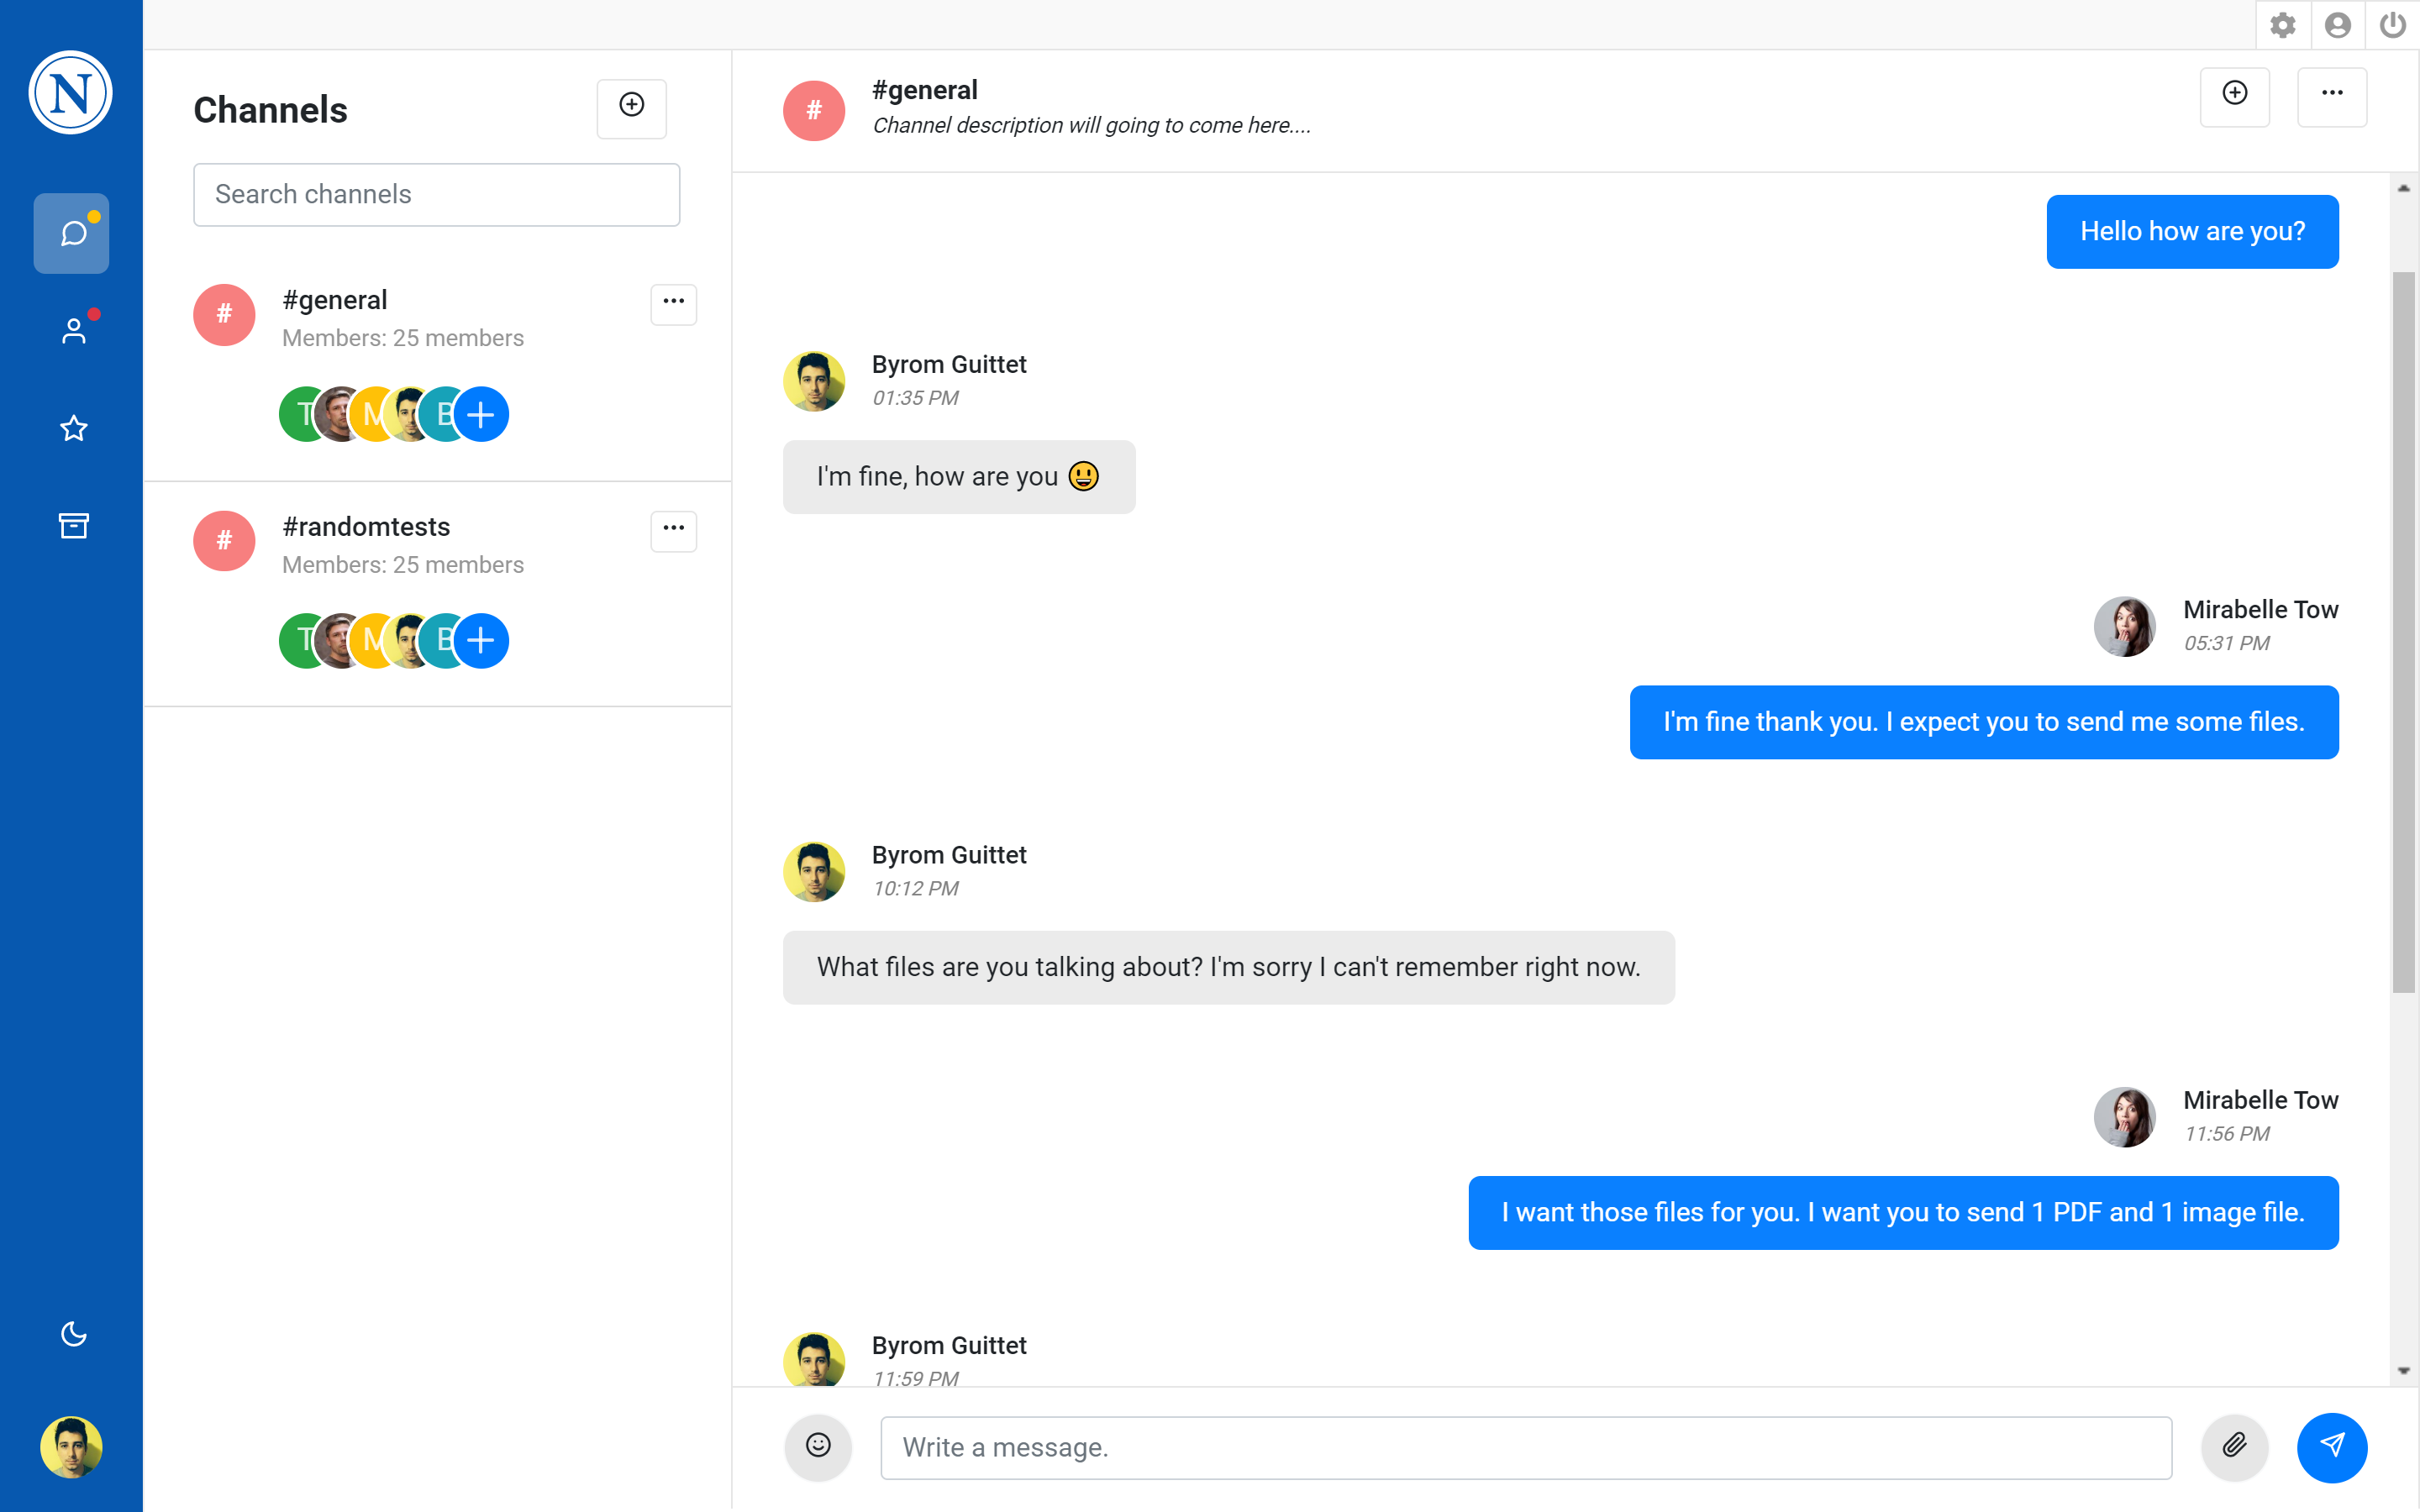 N
Channels
Search channels
#
#general
Members: 25 members
T M B
#
#randomtests
Members: 25 members
T M B
#
#general
Channel description will going to come here....
Hello how are you?
Byrom Guittet
01:35 PM
I'm fine, how are you 😃
Mirabelle Tow
05:31 PM
I'm fine thank you. I expect you to send me some files.
Byrom Guittet
10:12 PM
What files are you talking about? I'm sorry I can't remember right now.
Mirabelle Tow
11:56 PM
I want those files for you. I want you to send 1 PDF and 1 image file.
Byrom Guittet
11:59 PM
Write a message.